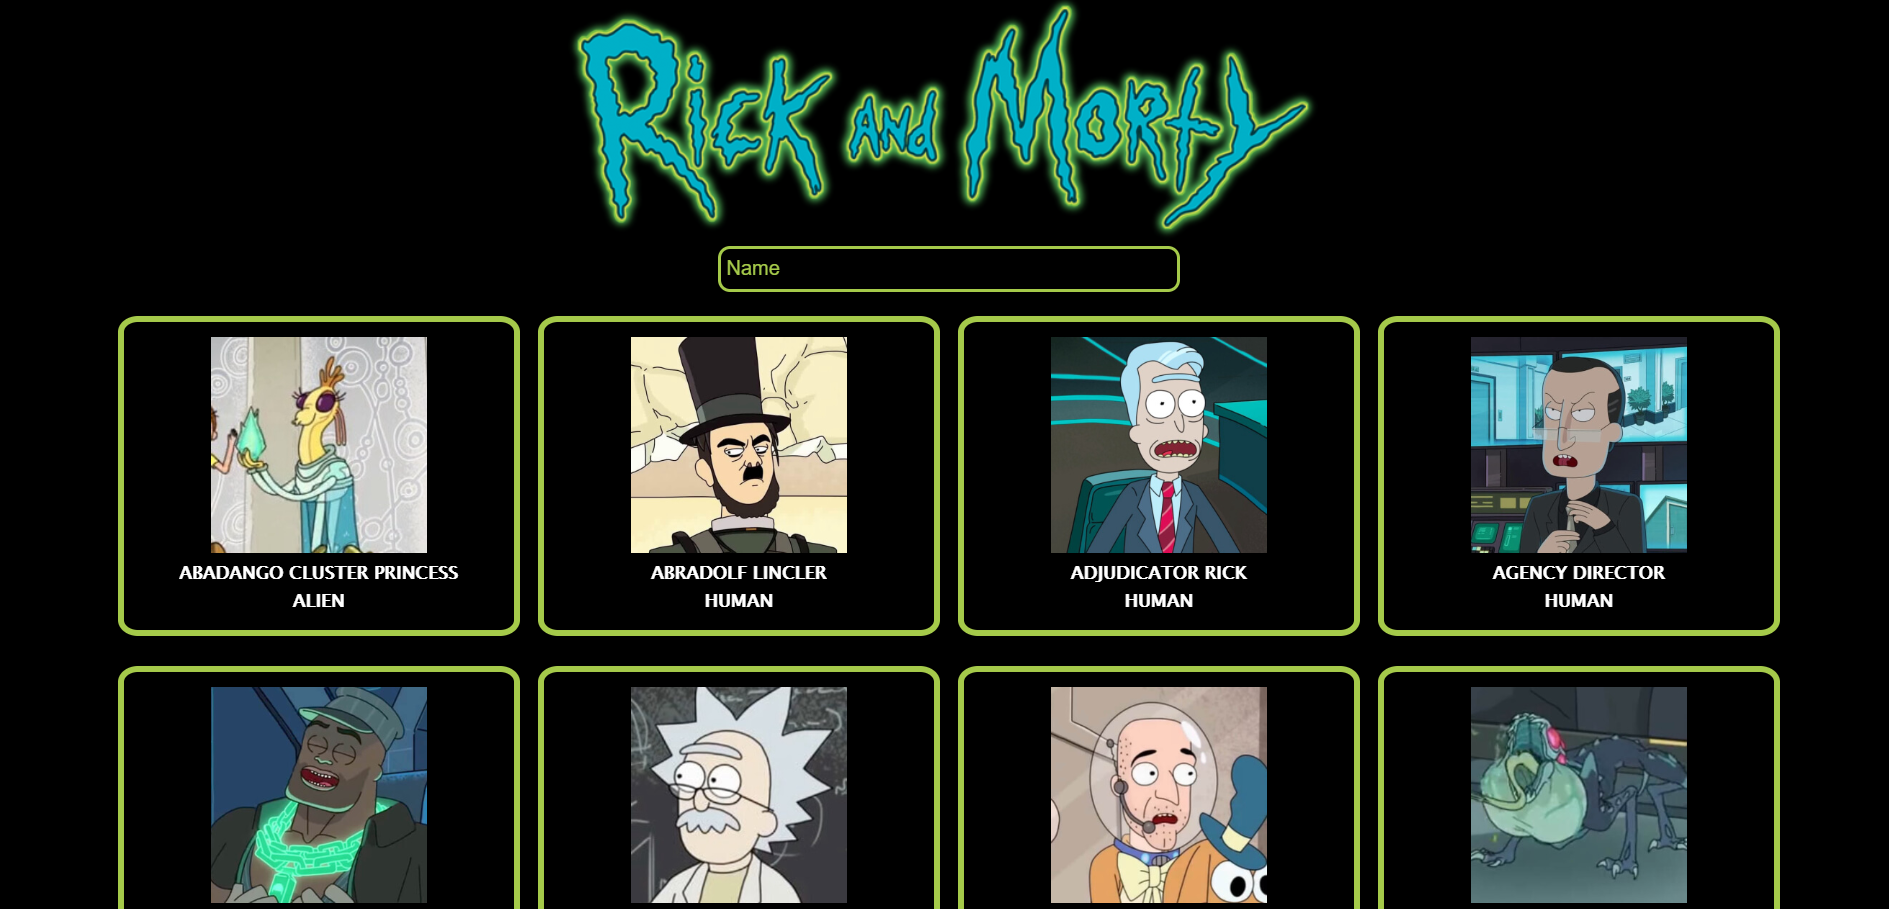 Rick and Morty
Name
ABADANGO CLUSTER PRINCESS
ALIEN
ABRADOLF LINCLER
HUMAN
ADJUDICATOR RICK
HUMAN
AGENCY DIRECTOR
HUMAN